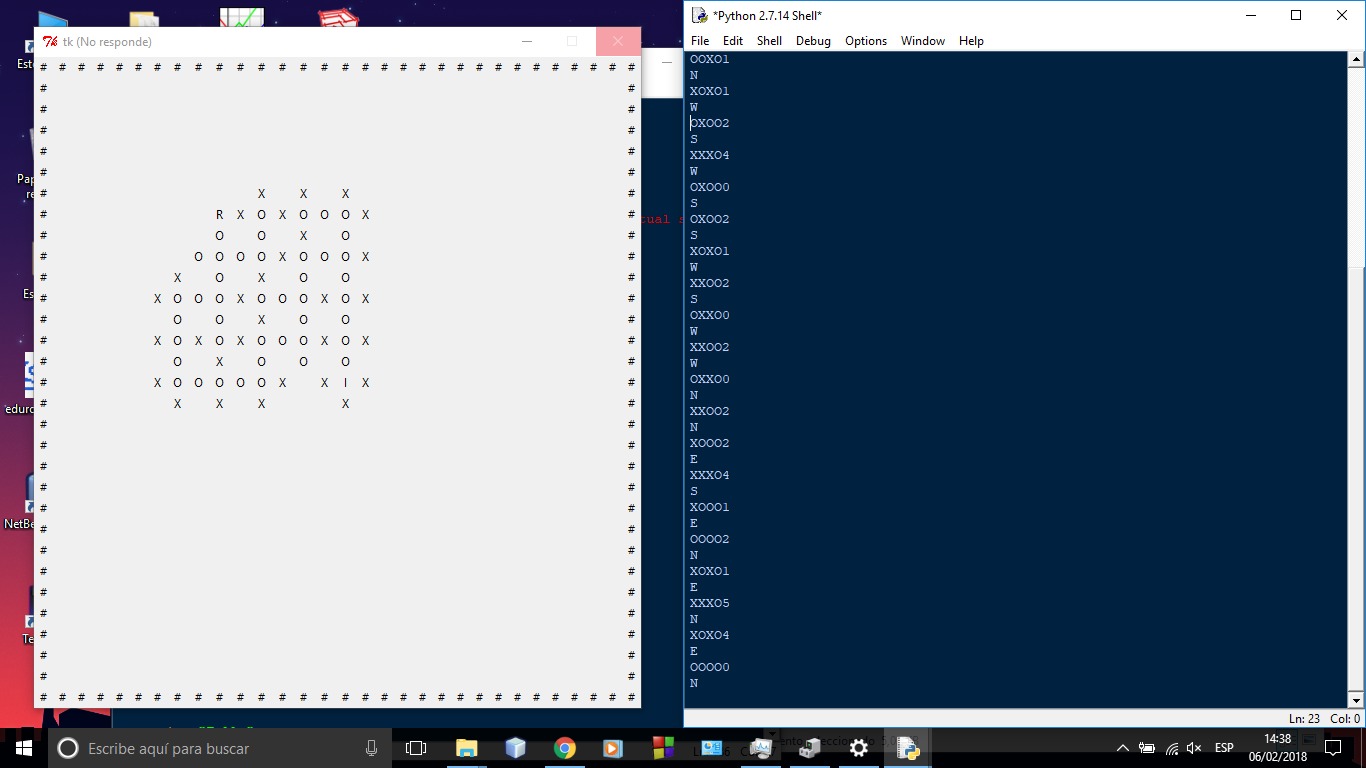 tk (No responde)
# # # # # # # # # # # # # # # # # # # # # # # # # # # # # # #
# #
# #
# #
# #
# #
# X X X #
# R X O X O O O X #
# O O X O #
# O O O O X O O O X #
# X O X O O #
# X O O O X O O O X O X #
# O O X O O #
# X O X O X O O O X O X #
# O X O O O #
# X O O O O O X X I X #
# X X X X #
# #
# #
# #
# #
# #
# #
# #
# #
# #
# #
# #
# #
# #
# # # # # # # # # # # # # # # # # # # # # # # # # # # # # # #
*Python 2.7.14 Shell*
File Edit Shell Debug Options Window Help
OOXO1
N
XOXO1
W
OXOO2
S
XXXO4
W
OXOO0
S
OXOO2
S
XOXO1
W
XXOO2
S
OXXO0
W
XXOO2
W
OXXO0
N
XXOO2
N
XOOO2
E
XXXO4
S
XOOO1
E
OOOO2
N
XOXO1
E
XXXO5
N
XOXO4
E
OOOO0
N
Ln: 23 Col: 0
Escribe aquí para buscar
ESP
14:38
06/02/2018